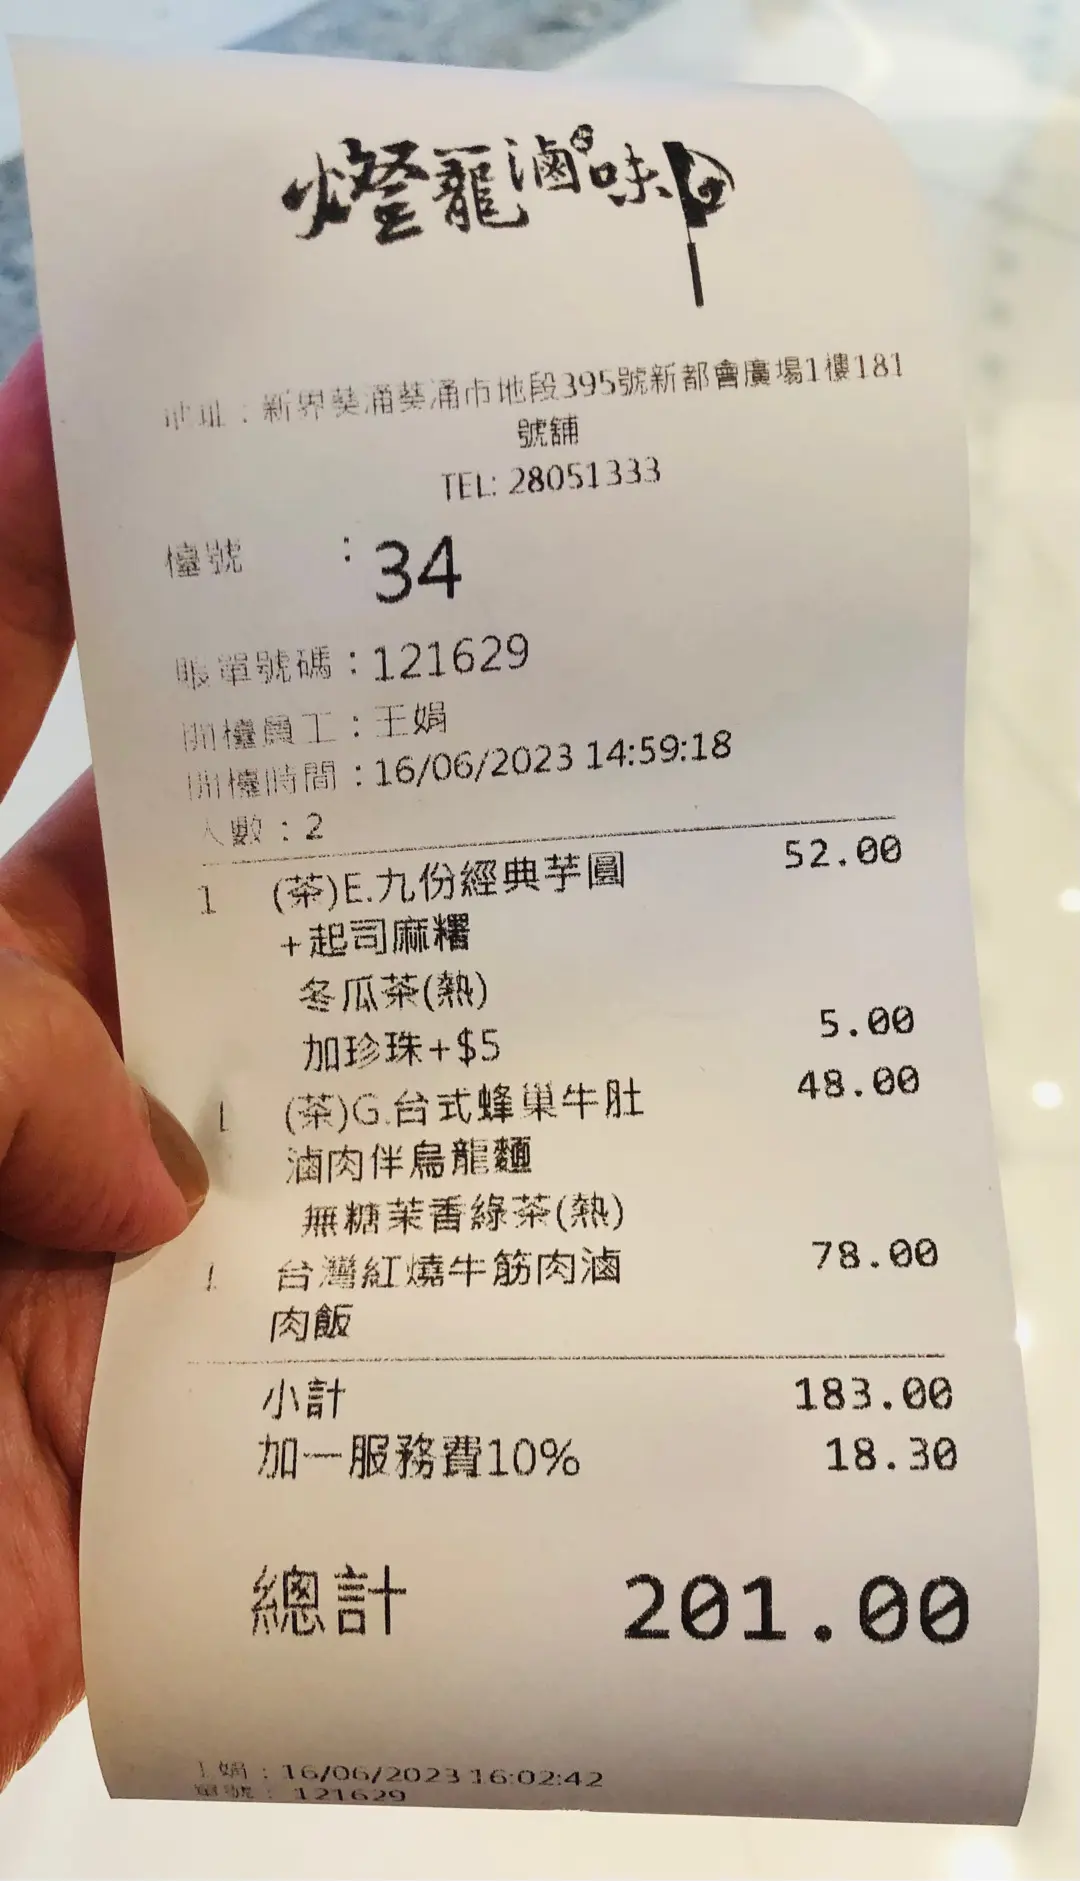 燈籠滷味
地址：新界葵涌葵涌市地段395號新都會廣場1樓181
號舖
TEL: 28051333
檯號 : 34
賬單號碼：121629
開檯員工：王娟
開檯時間：16/06/2023 14:59:18
人數：2
1 (茶)E.九份經典芋圓 52.00
+起司麻糬
冬瓜茶(熱)
加珍珠+$5 5.00
1 (茶)G.台式蜂巢牛肚 48.00
滷肉伴烏龍麵
無糖茉香綠茶(熱)
1 台灣紅燒牛筋肉滷 78.00
肉飯
小計 183.00
加一服務費10% 18.30
總計 201.00
王娟：16/06/2023 16:02:42
單號：121629